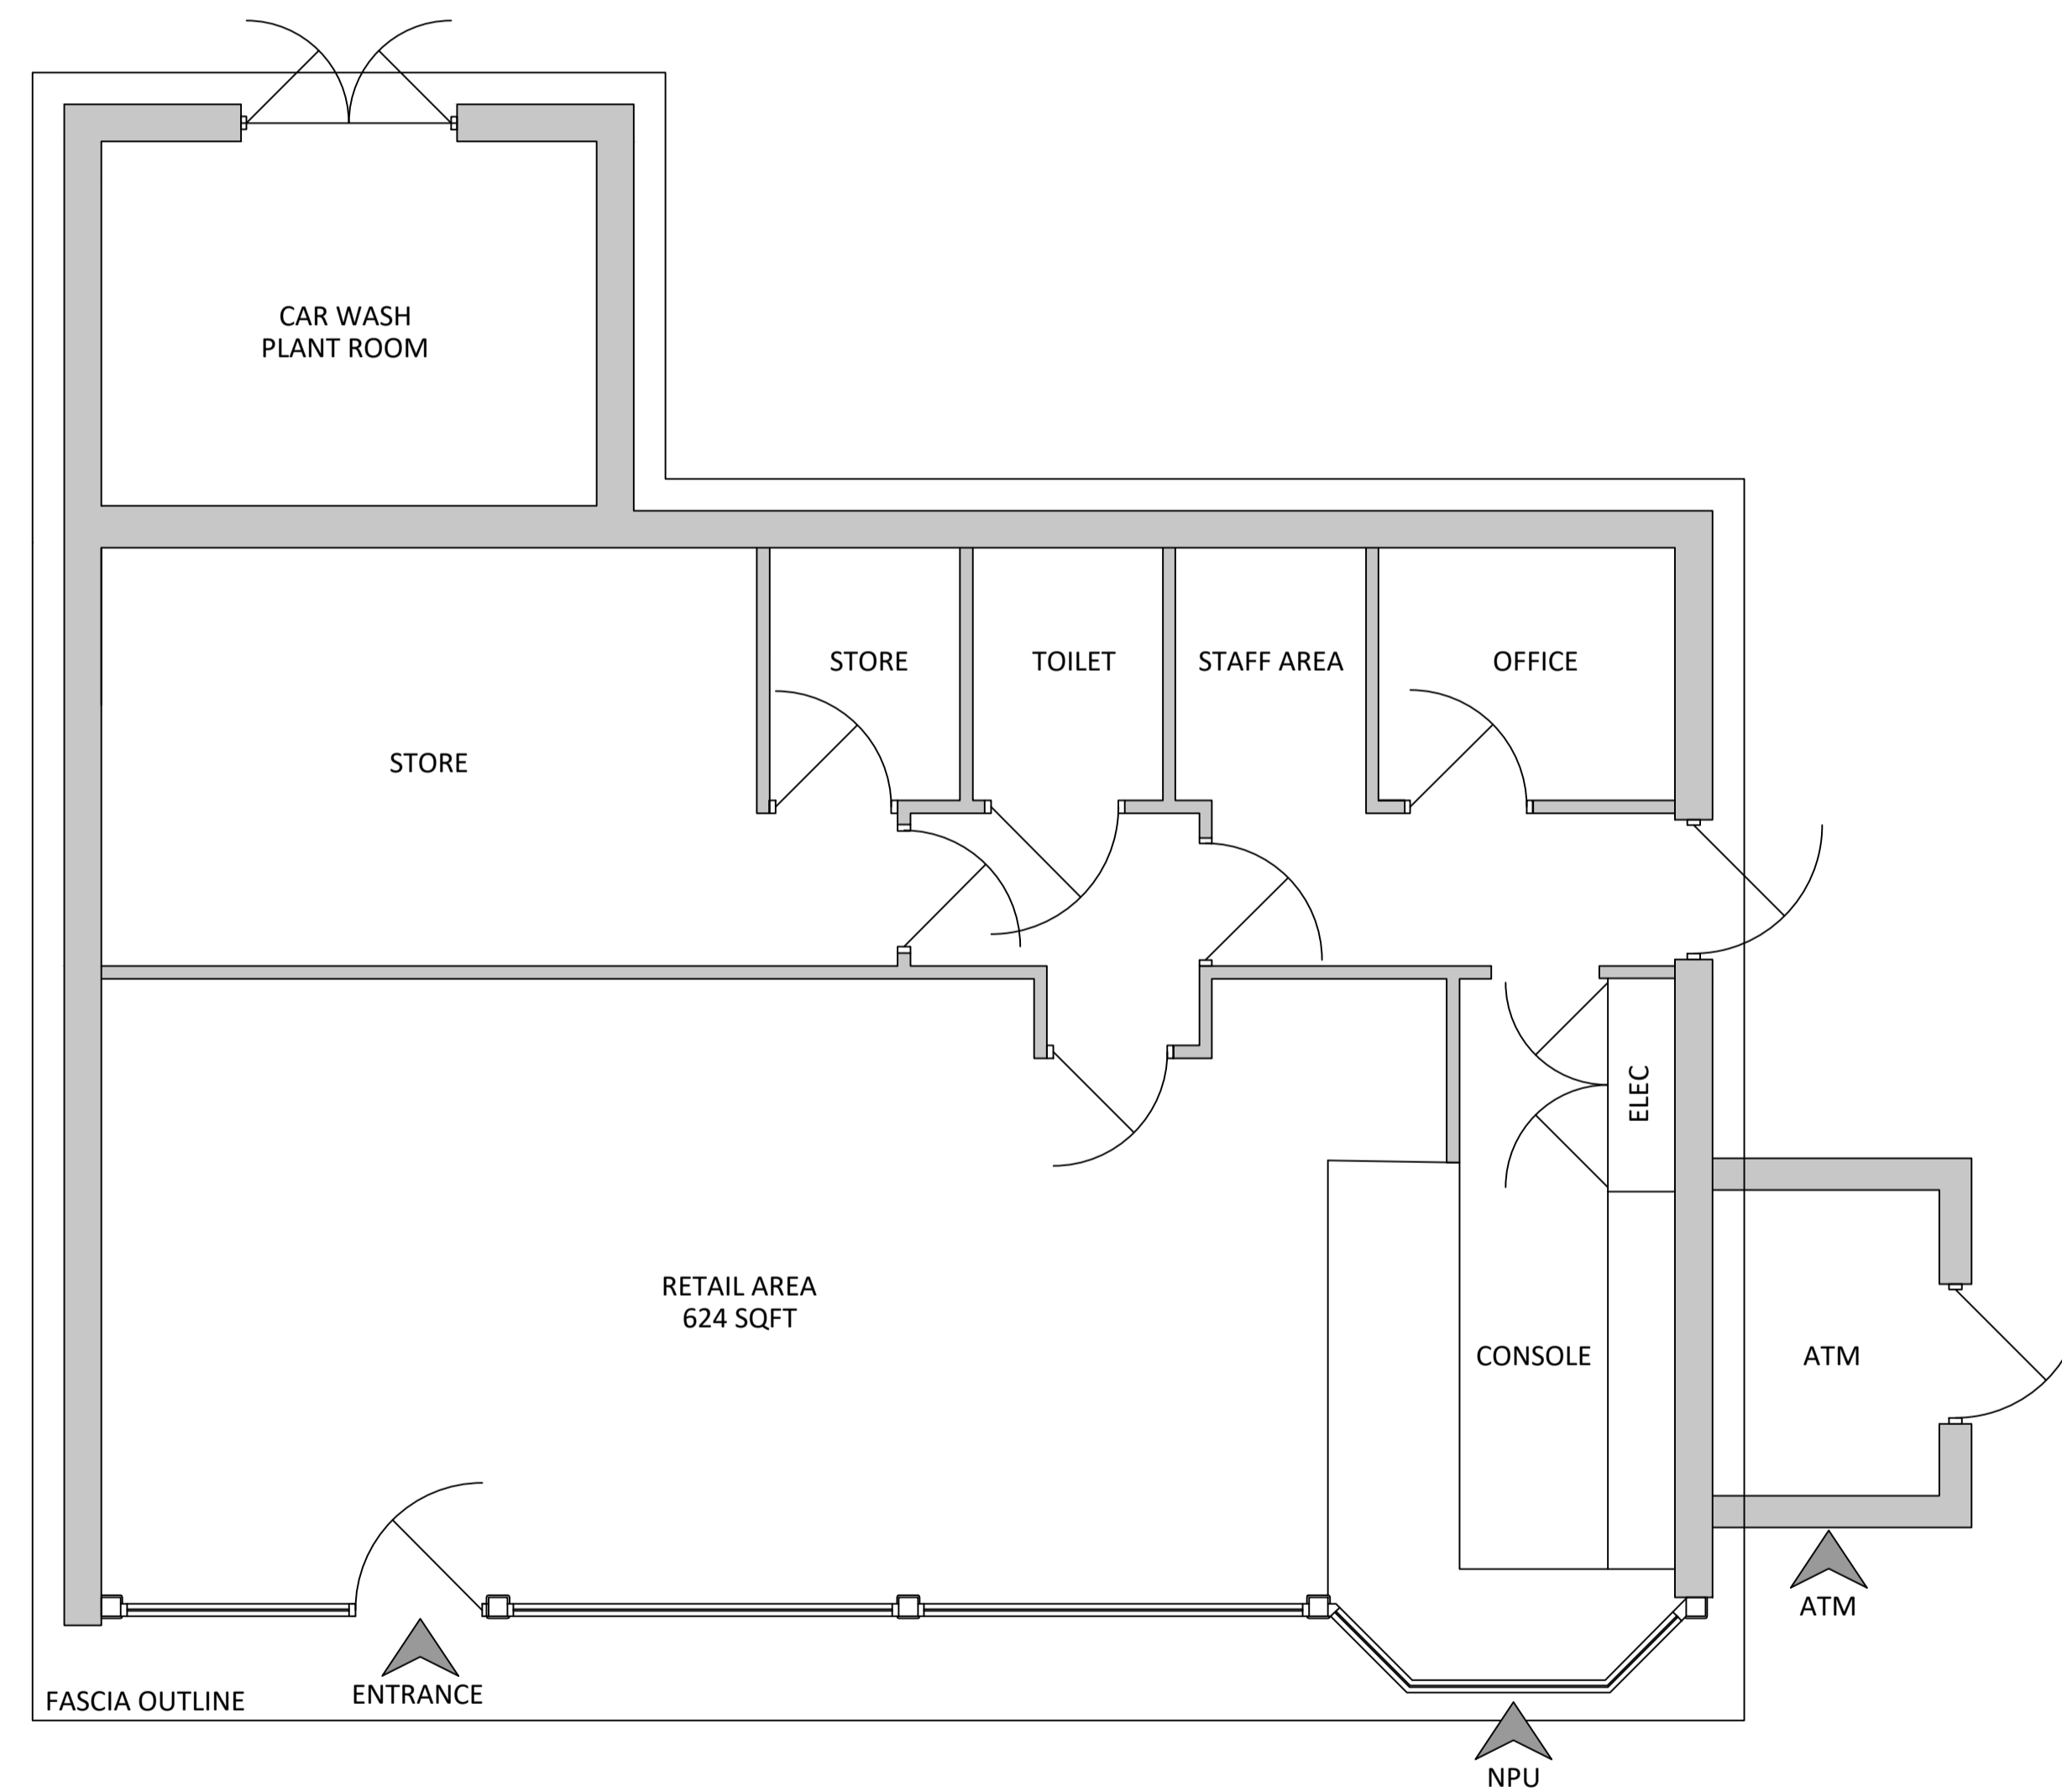 CAR WASH
PLANT ROOM
STORE
TOILET
STAFF AREA
OFFICE
STORE
ELEC
RETAIL AREA
624 SQFT
CONSOLE
ATM
ATM
FASCIA OUTLINE
ENTRANCE
NPU